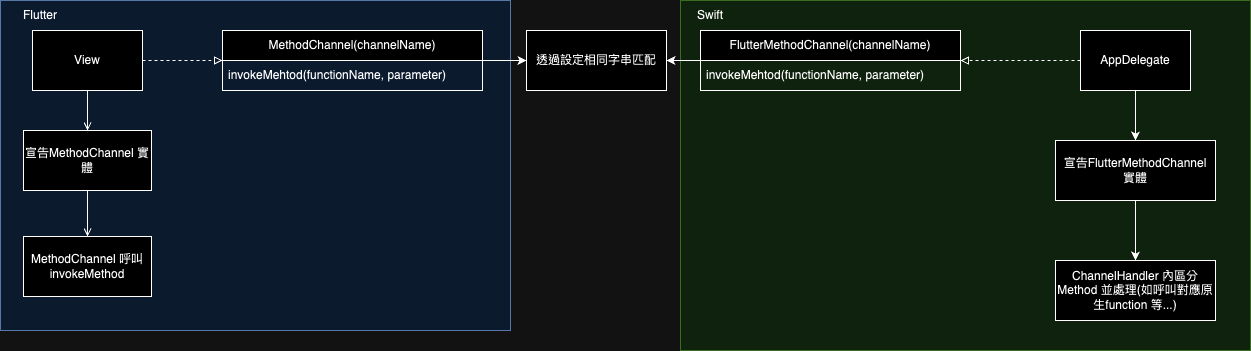 Flutter
View
MethodChannel(channelName)
invokeMehtod(functionName, parameter)
宣告MethodChannel 實
體
MethodChannel 呼叫
invokeMethod
透過設定相同字串匹配
Swift
FlutterMethodChannel(channelName)
invokeMehtod(functionName, parameter)
AppDelegate
宣告FlutterMethodChannel
實體
ChannelHandler 內區分
Method 並處理(如呼叫對應原
生function 等...)